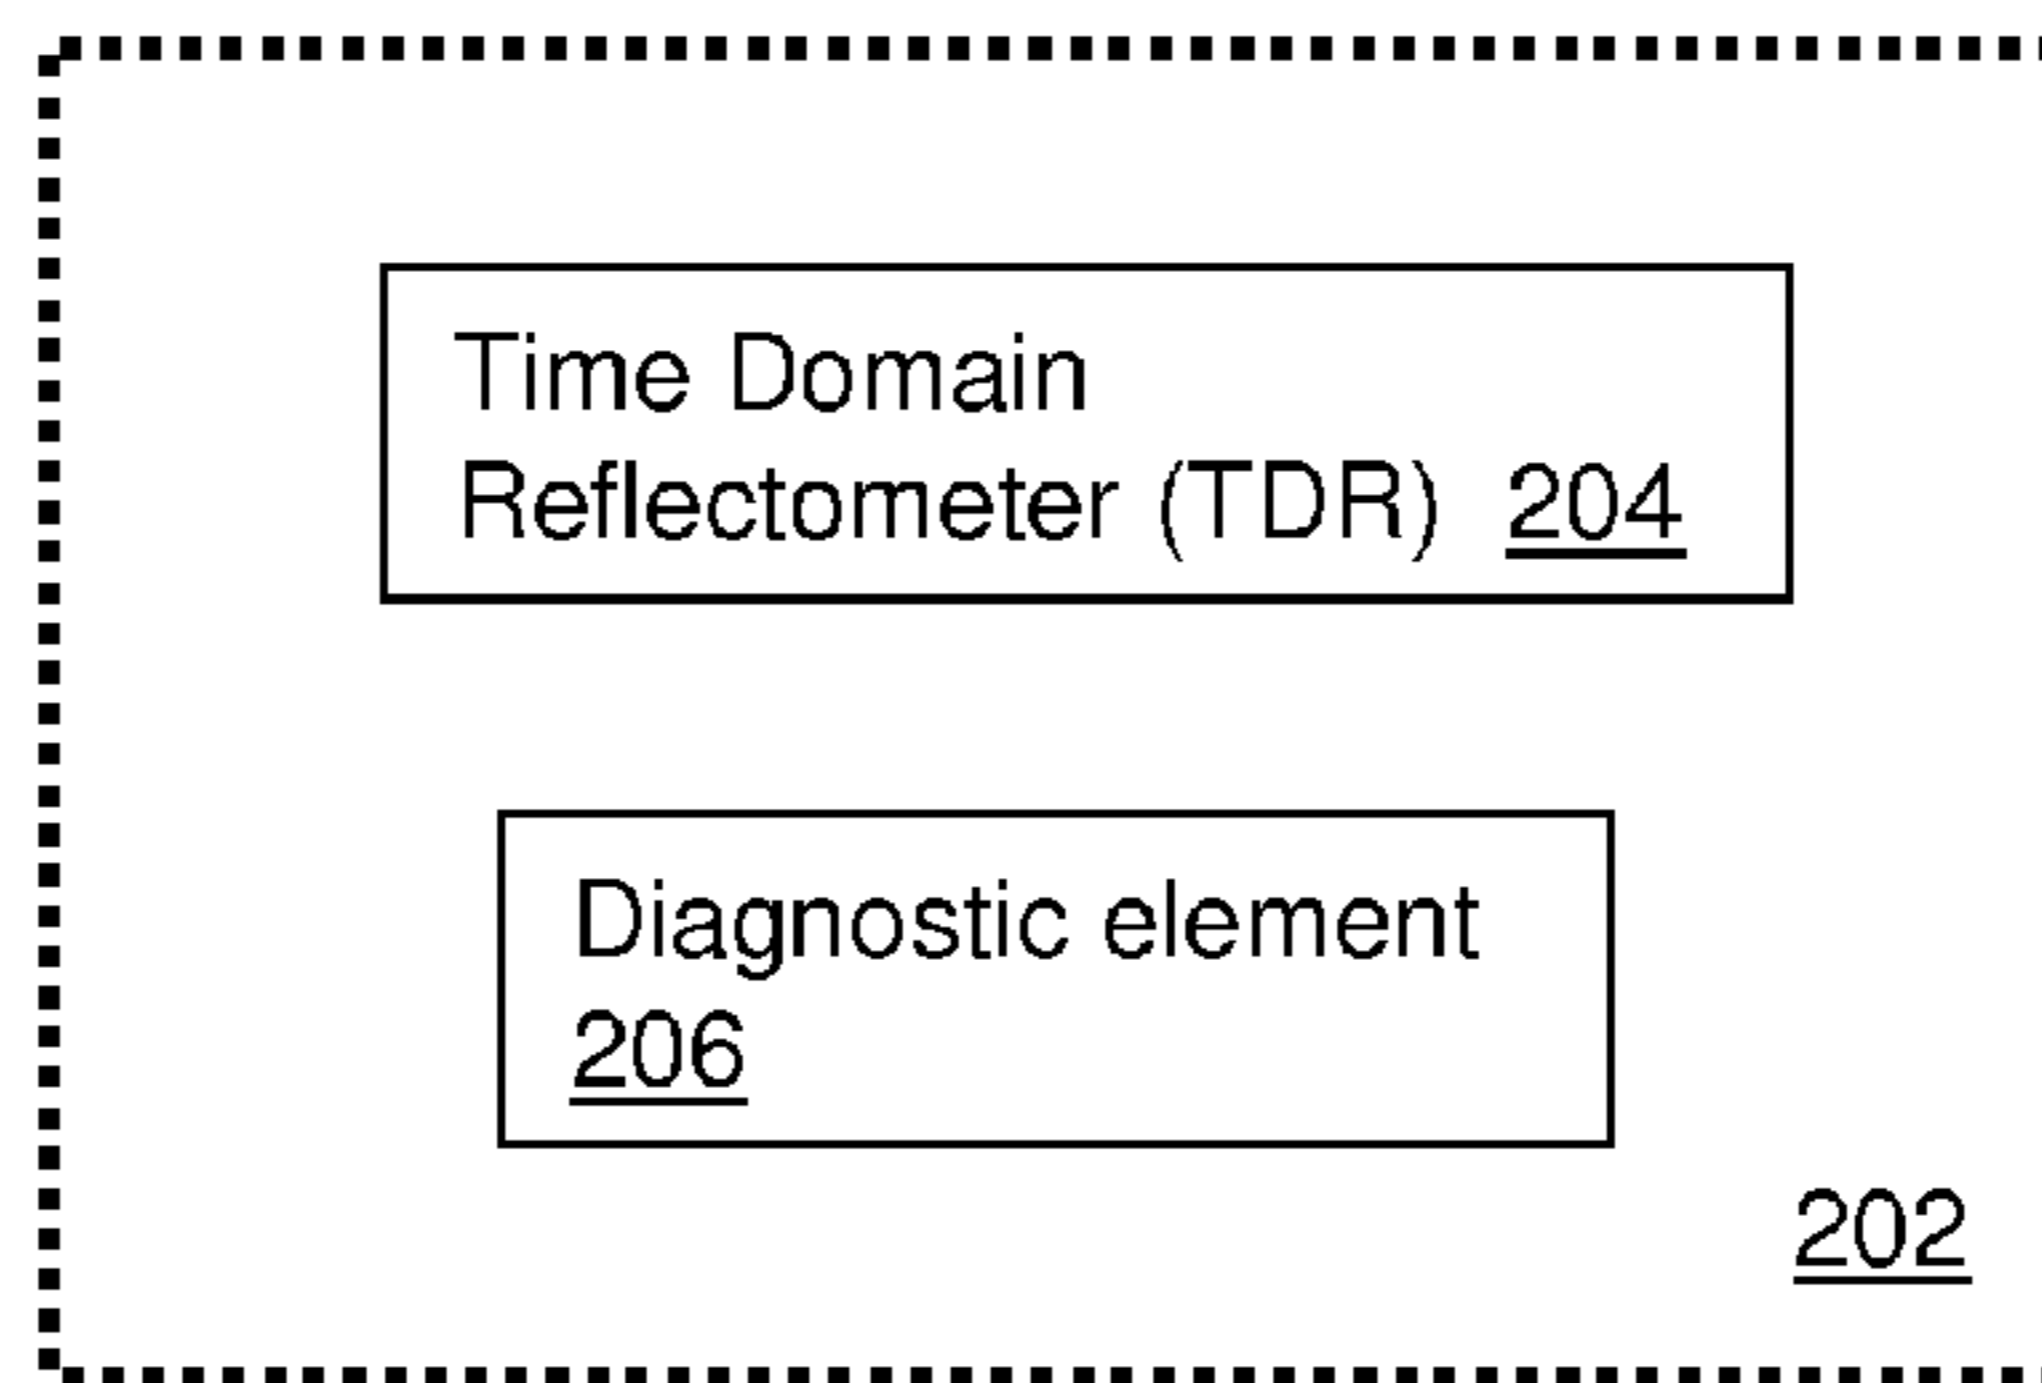 Time Domain
Reflectometer (TDR) 204
Diagnostic element
206
202